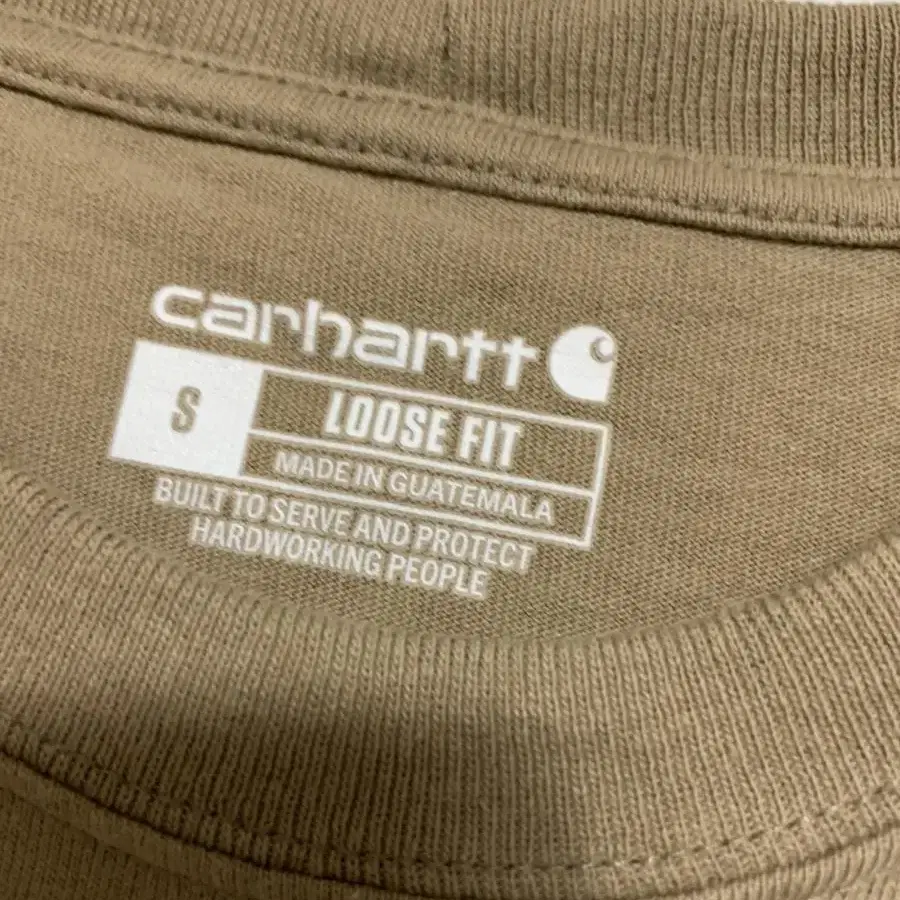 carhartt
S
LOOSE FIT
MADE IN GUATEMALA
BUILT TO SERVE AND PROTECT
HARDWORKING PEOPLE